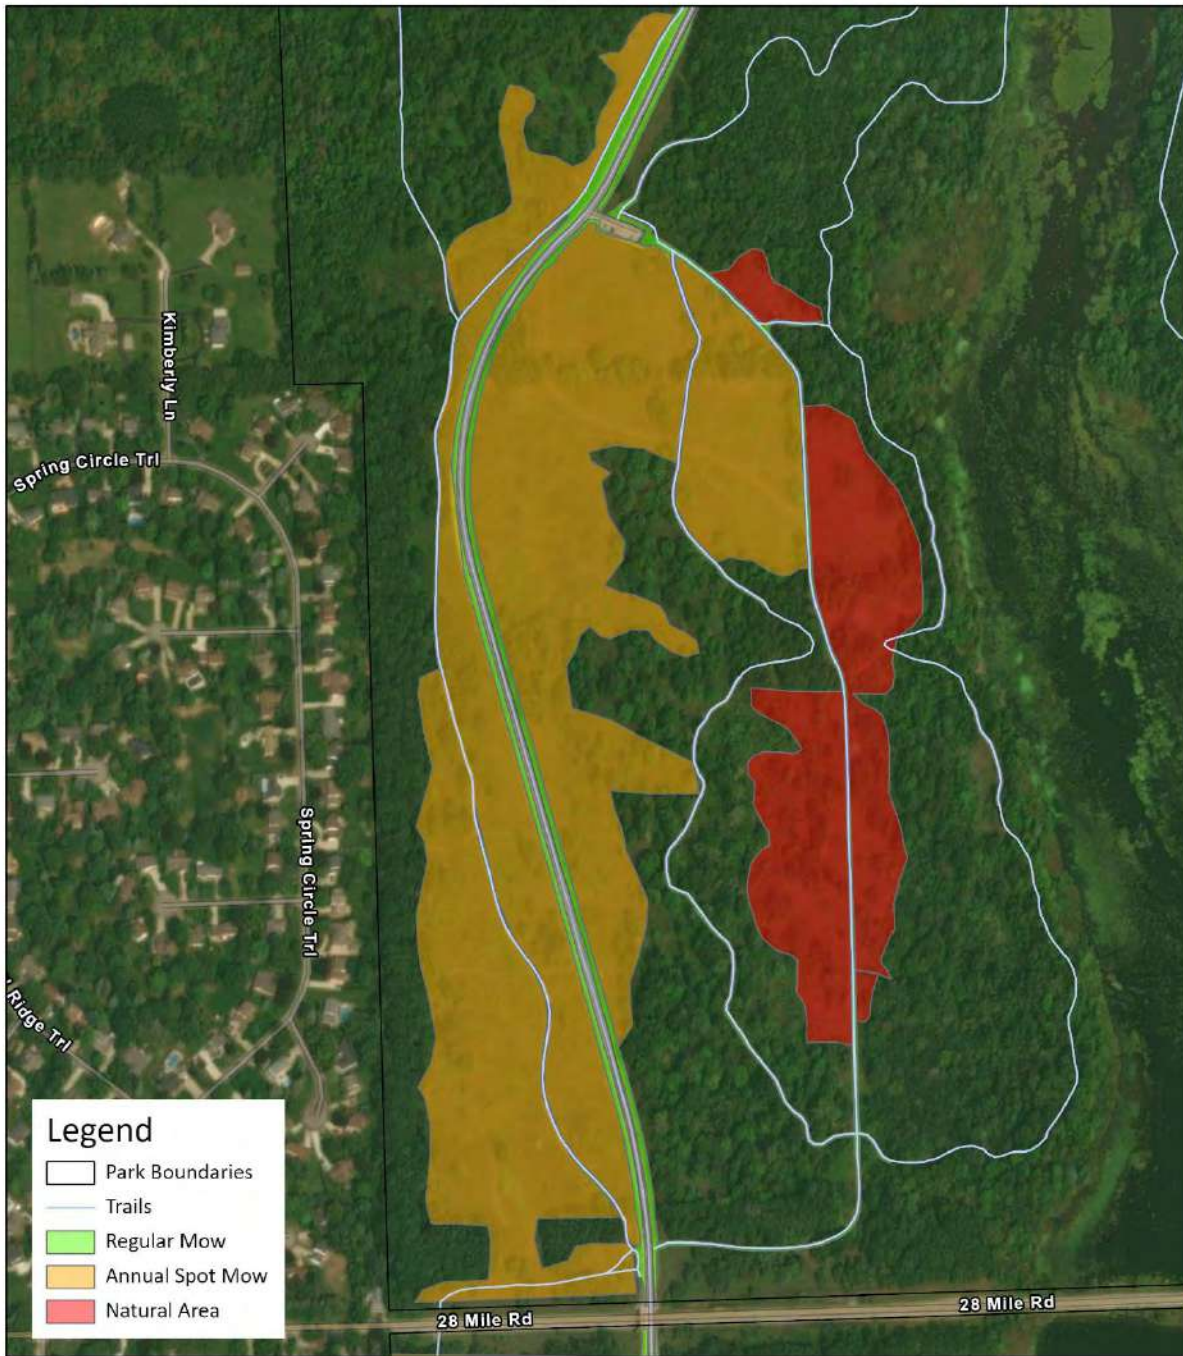 Kimberly Ln
Spring Circle Trl
Spring Circle Trl
Ridge Trl
28 Mile Rd
28 Mile Rd
Legend
Park Boundaries
Trails
Regular Mow
Annual Spot Mow
Natural Area